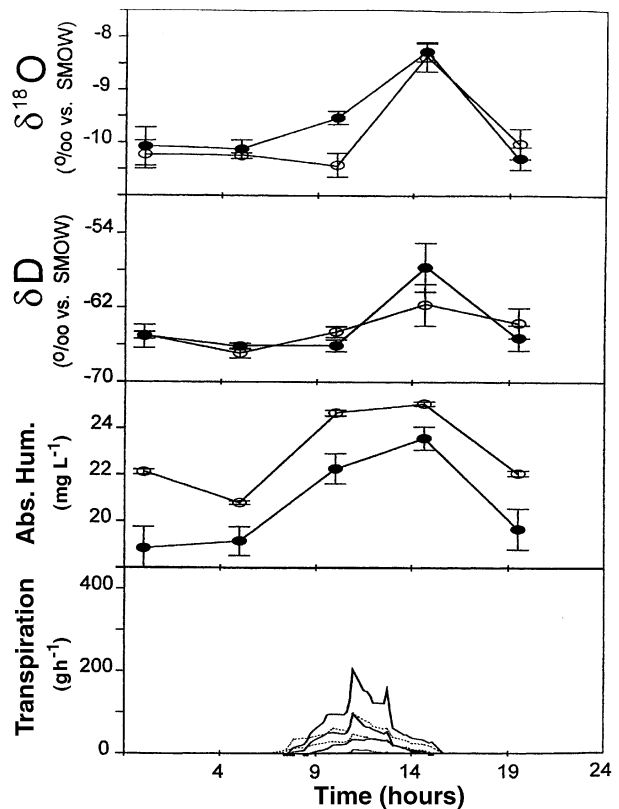 δ¹⁸O
(º/oo vs. SMOW)
-8
-9
-10
δD
(º/oo vs. SMOW)
-54
-62
-70
Abs. Hum.
(mg L⁻¹)
24
22
20
Transpiration
(gh⁻¹)
400
200
0
4 9 14 19 24
Time (hours)